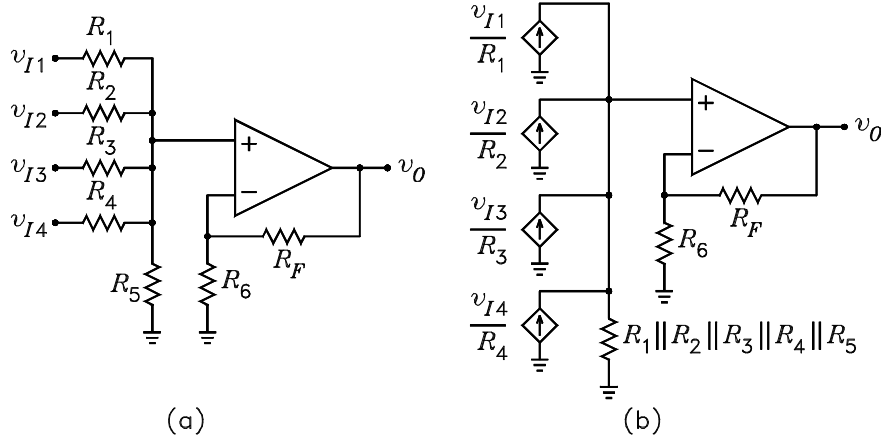 R1
vI1
R2
vI2
R3
vI3
R4
vI4
R5
+
−
vO
R6
RF
(a)
vI1
R1
vI2
R2
vI3
R3
vI4
R4
+
−
vO
RF
R6
R1||R2||R3||R4||R5
(b)